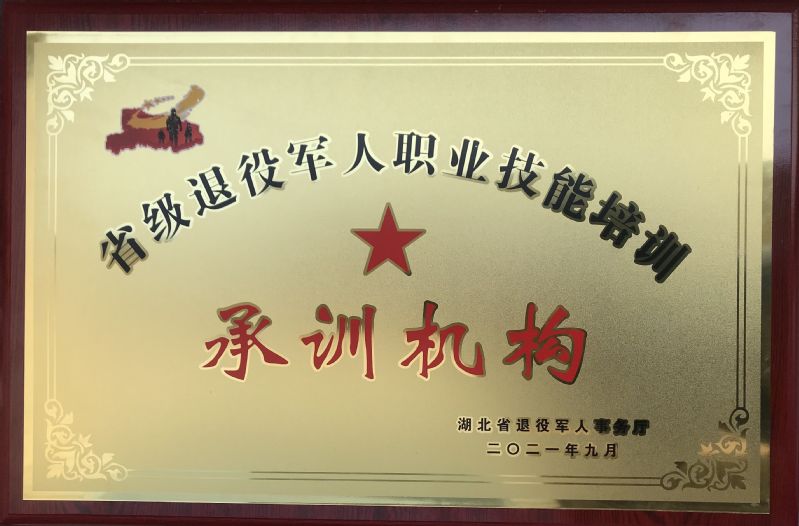 省级退役军人职业技能培训
承训机构
湖北省退役军人事务厅
二〇二一年九月